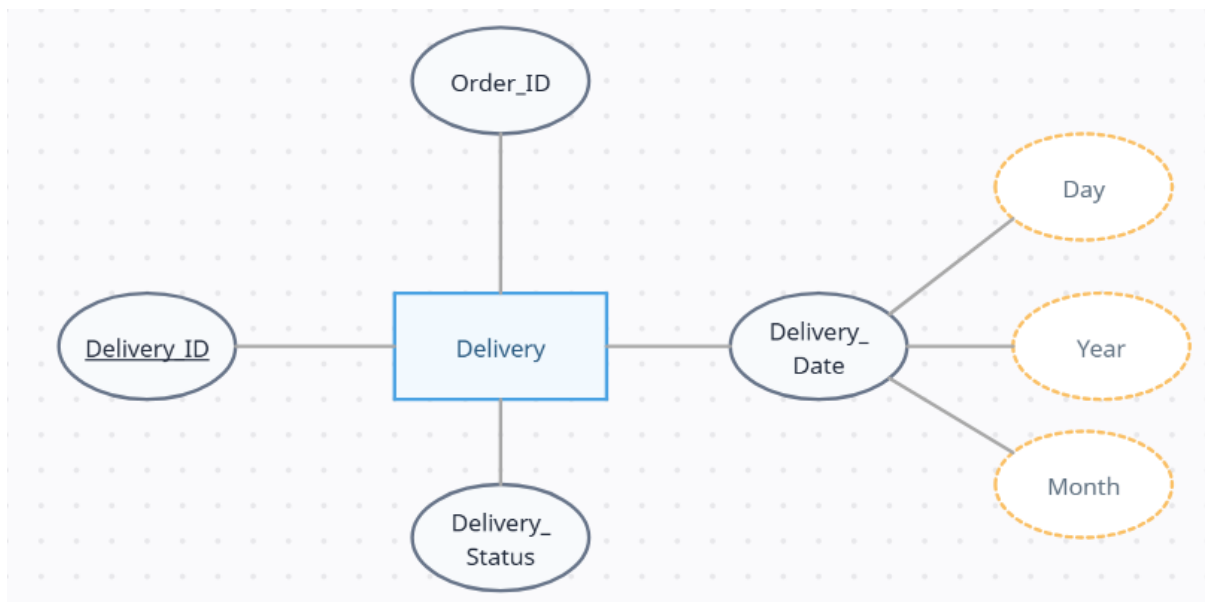 Order_ID
Day
Delivery_ID
Delivery
Delivery_
Date
Year
Month
Delivery_
Status